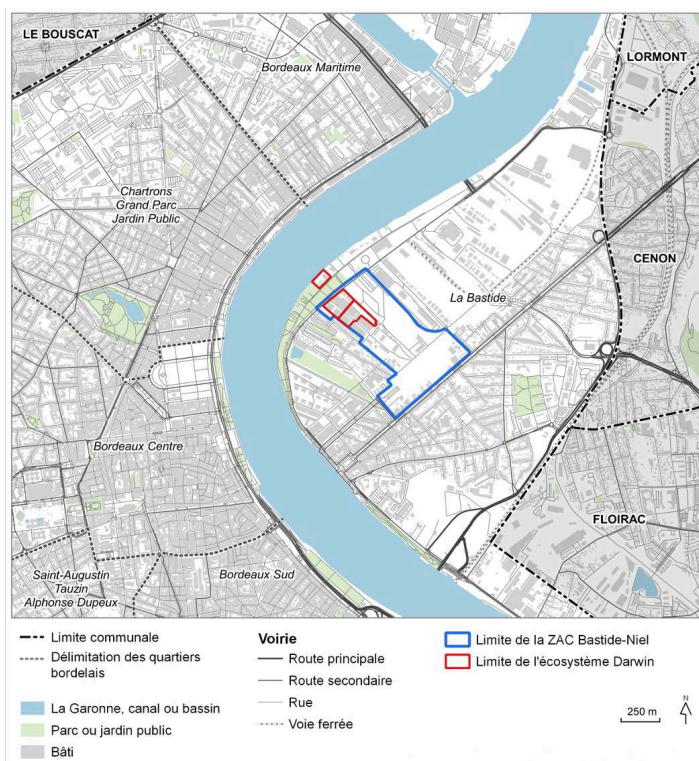 LE BOUSCAT
Bordeaux Maritime
LORMONT
Chartrons
Grand Parc
Jardin Public
CENON
La Bastide
Bordeaux Centre
FLOIRAC
Saint-Augustin
Tauzin
Alphonse Dupeux
Bordeaux Sud
Limite communale
Délimitation des quartiers
bordelais
La Garonne, canal ou bassin
Parc ou jardin public
Bâti
Voirie
Route principale
Route secondaire
Rue
Voie ferrée
Limite de la ZAC Bastide-Niel
Limite de l'écosystème Darwin
250 m
N